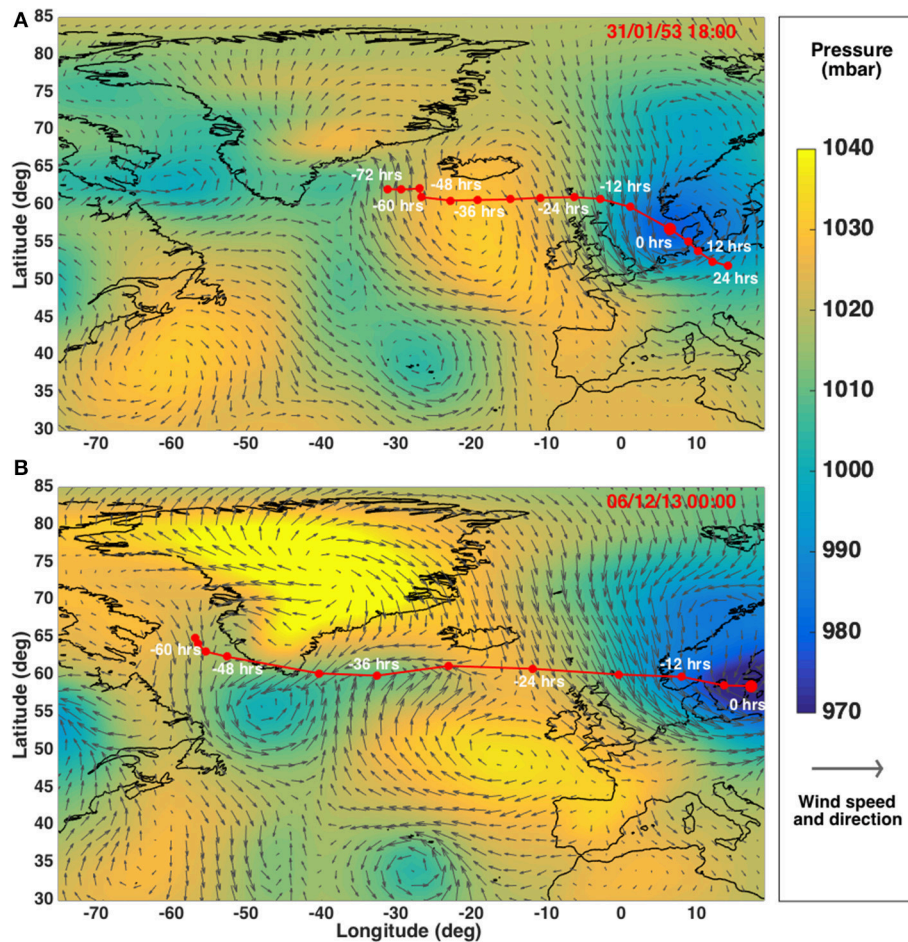 A
31/01/53 18:00
85
80
75
70
65
60
55
50
45
40
35
30
Latitude (deg)
-72 hrs
-60 hrs
-48 hrs
-36 hrs
-24 hrs
-12 hrs
0 hrs
12 hrs
24 hrs
-70 -60 -50 -40 -30 -20 -10 0 10
B
06/12/13 00:00
85
80
75
70
65
60
55
50
45
40
35
30
Latitude (deg)
-60 hrs
-48 hrs
-36 hrs
-24 hrs
-12 hrs
0 hrs
-70 -60 -50 -40 -30 -20 -10 0 10
Longitude (deg)
Pressure
(mbar)
1040
1030
1020
1010
1000
990
980
970
Wind speed
and direction